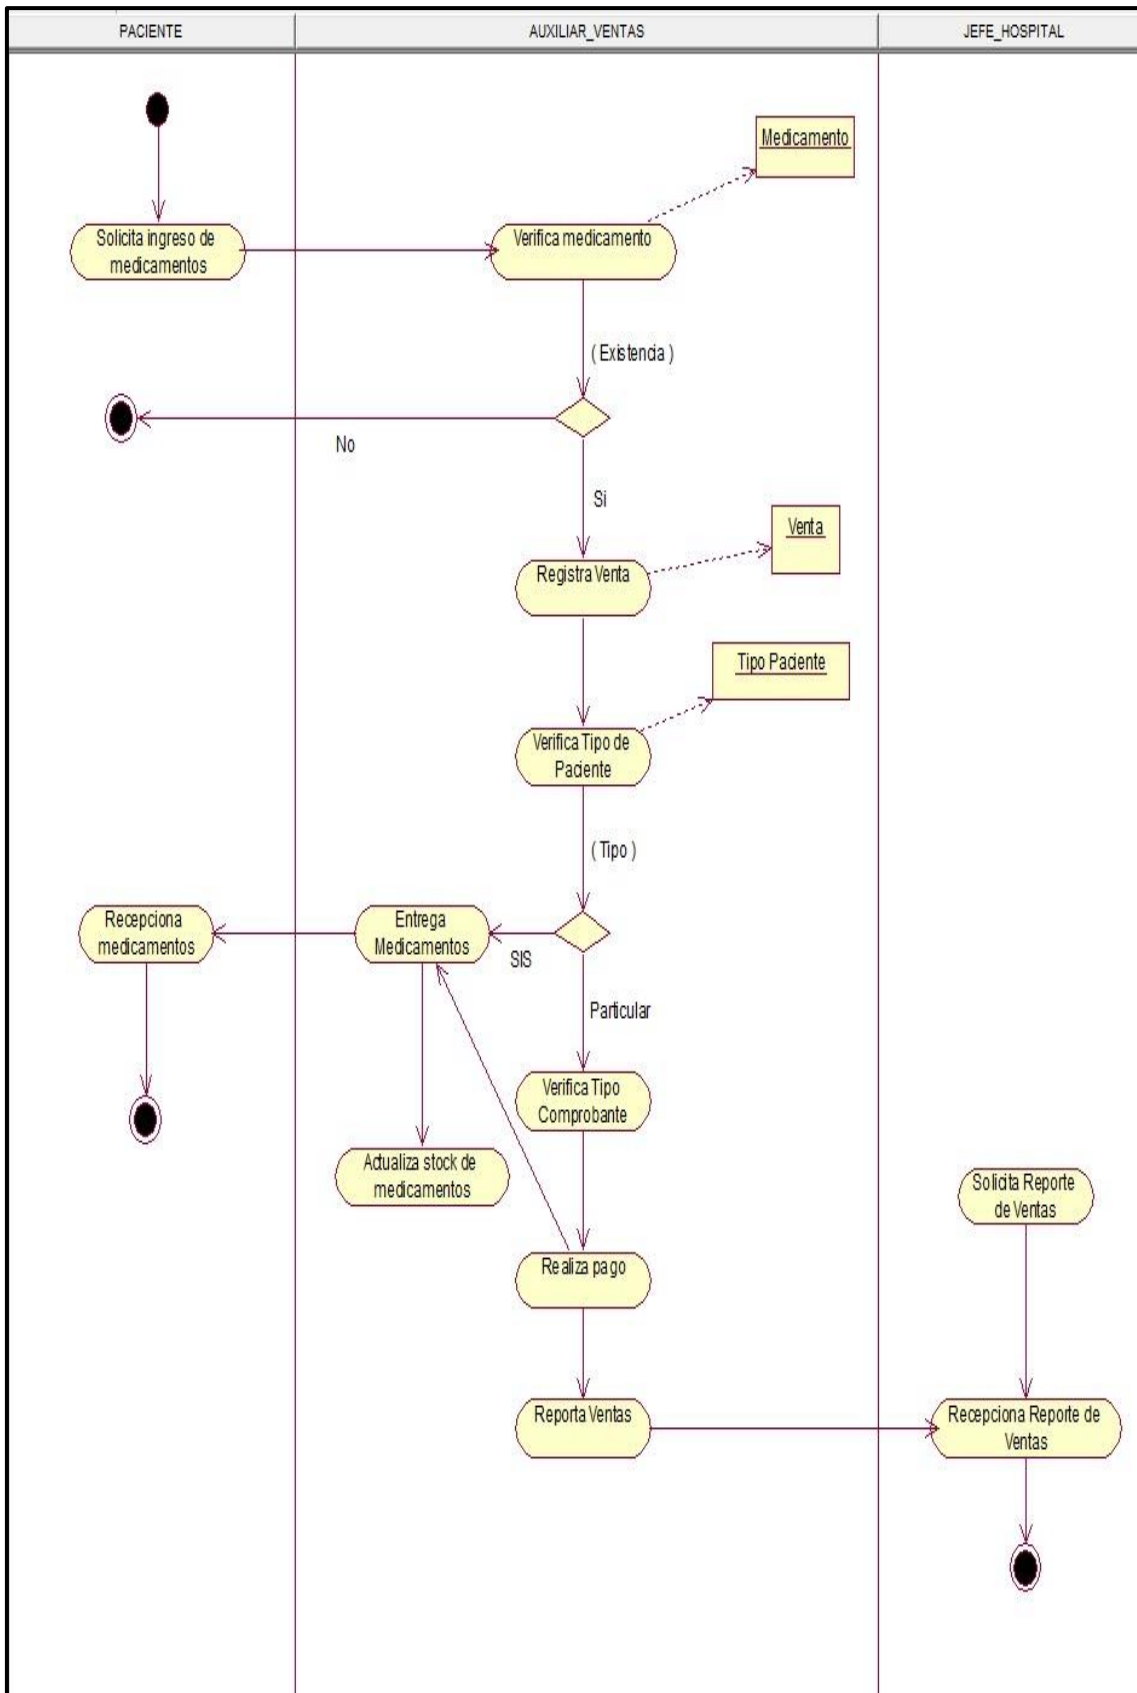 PACIENTE
AUXILIAR_VENTAS
JEFE_HOSPITAL
Medicamento
Solicita ingreso de
medicamentos
Verifica medicamento
( Existencia )
No
Si
Venta
Registra Venta
Tipo Paciente
Verifica Tipo de
Paciente
( Tipo )
Recepciona
medicamentos
Entrega
Medicamentos
SIS
Particular
Verifica Tipo
Comprobante
Actualiza stock de
medicamentos
Solicita Reporte
de Ventas
Realiza pago
Reporta Ventas
Recepciona Reporte de
Ventas